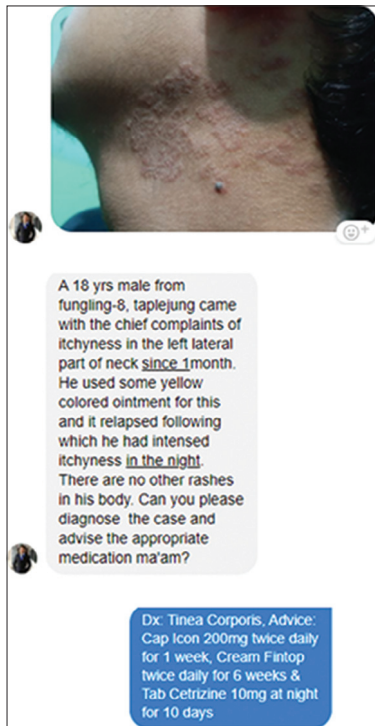 A 18 yrs male from
fungling-8, taplejung came
with the chief complaints of
itchyness in the left lateral
part of neck since 1month.
He used some yellow
colored ointment for this
and it relapsed following
which he had intensed
itchyness in the night.
There are no other rashes
in his body. Can you please
diagnose  the case and
advise the appropriate
medication ma'am?
Dx: Tinea Corporis, Advice:
Cap Icon 200mg twice daily
for 1 week, Cream Fintop
twice daily for 6 weeks &
Tab Cetrizine 10mg at night
for 10 days